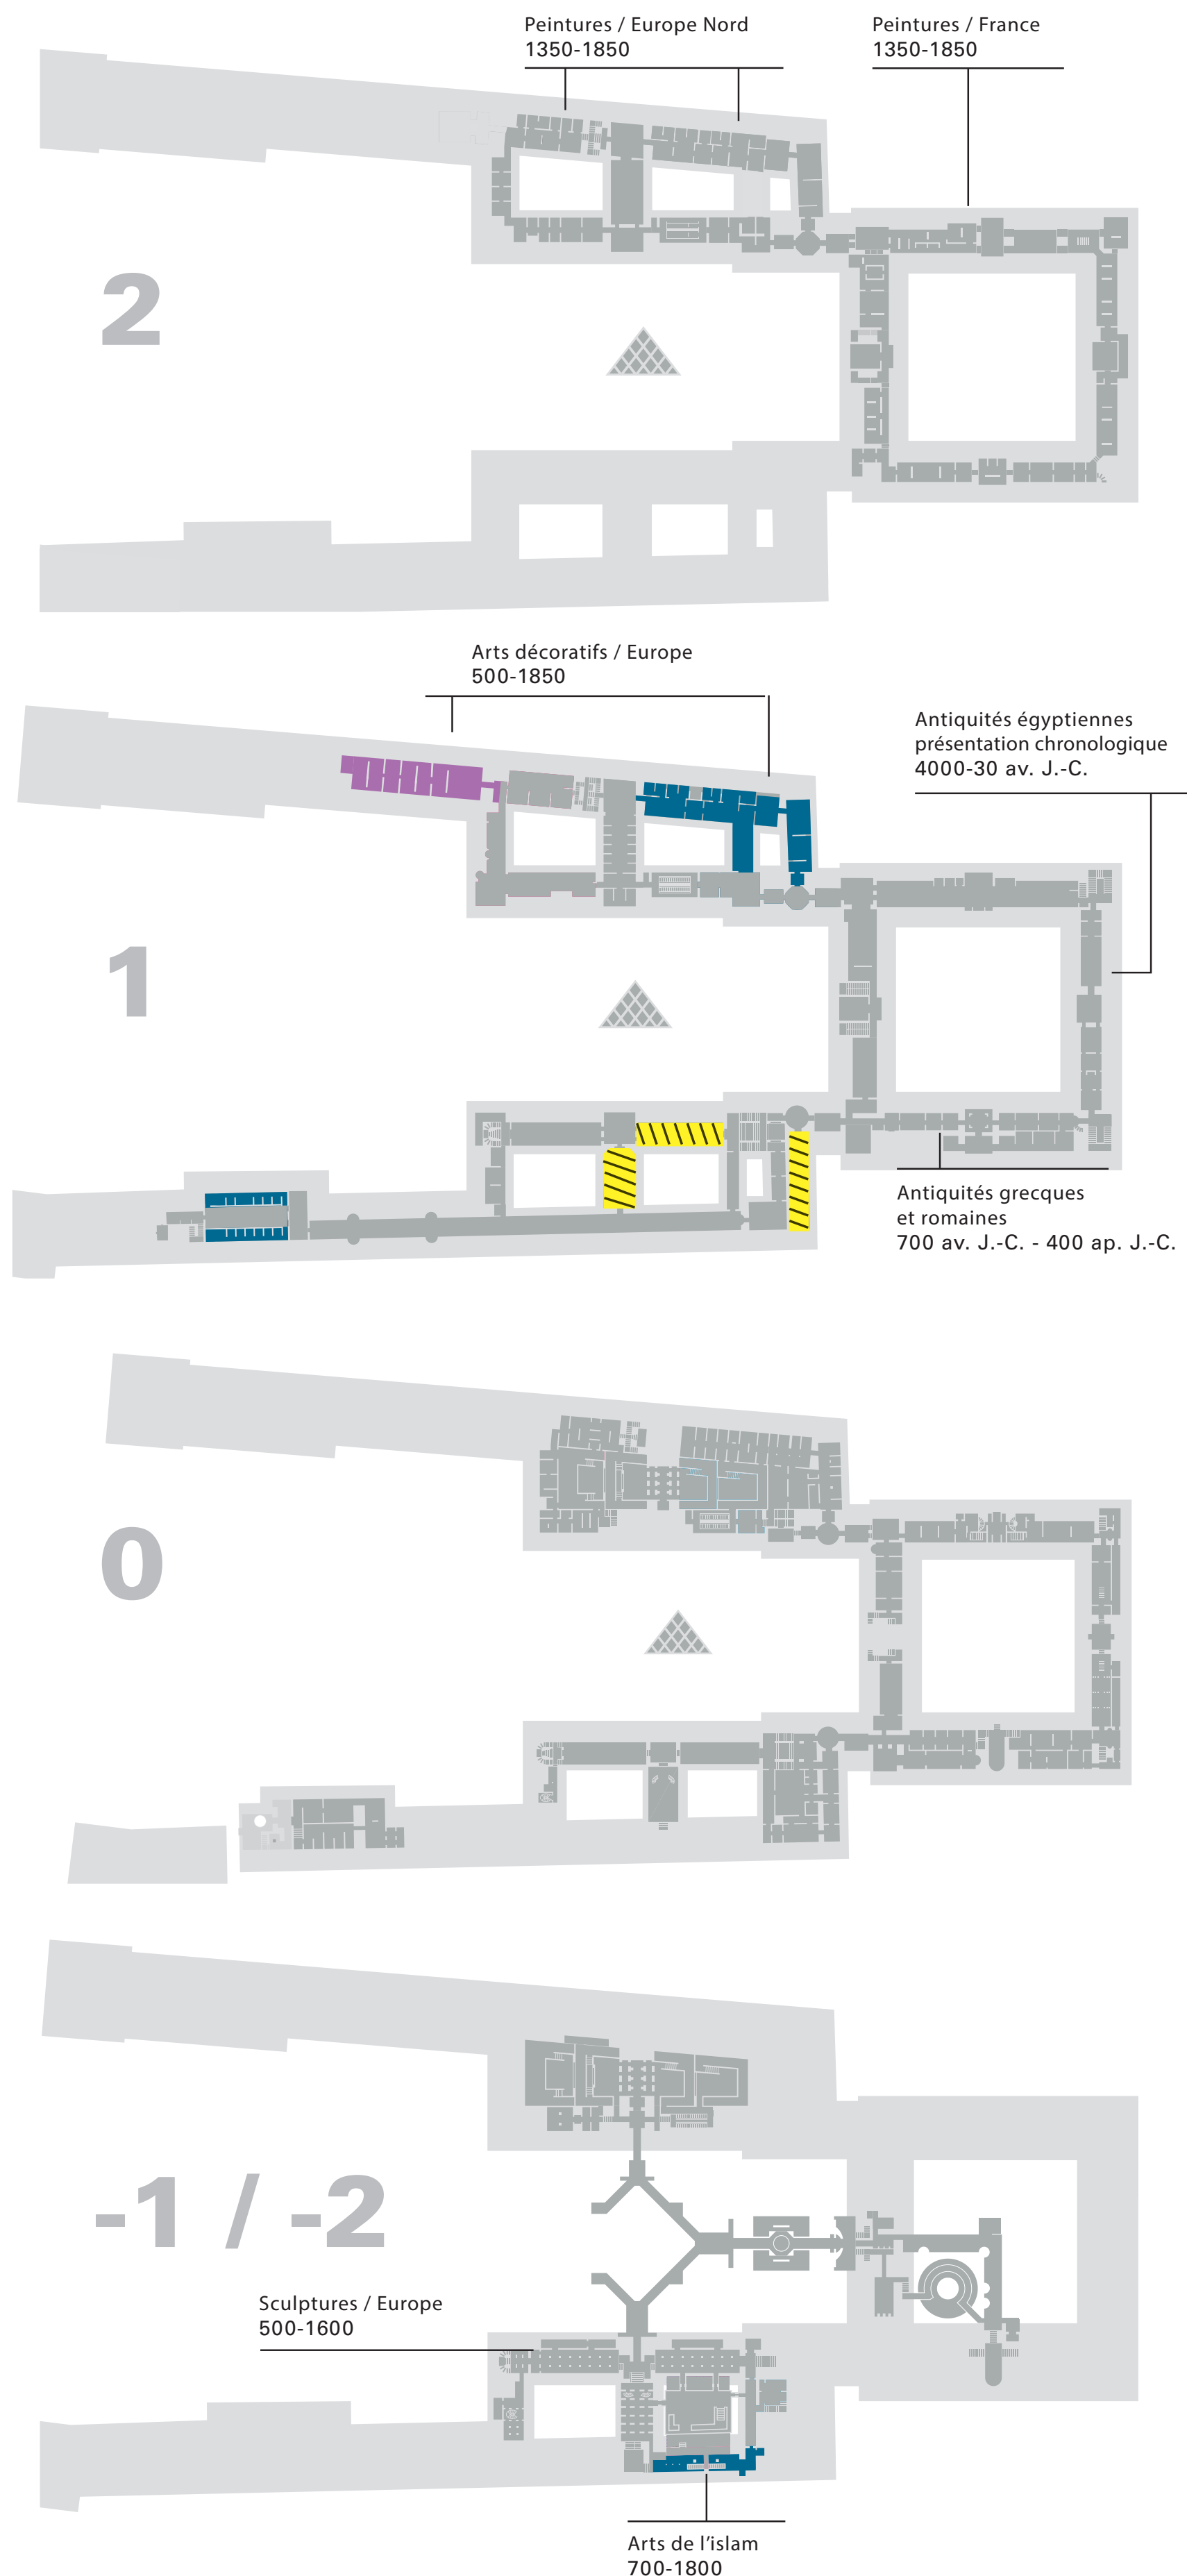 Peintures / Europe Nord
1350-1850
Peintures / France
1350-1850
2
Arts décoratifs / Europe
500-1850
Antiquités égyptiennes
présentation chronologique
4000-30 av. J.-C.
1
Antiquités grecques
et romaines
700 av. J.-C. - 400 ap. J.-C.
0
-1 / -2
Sculptures / Europe
500-1600
Arts de l’islam
700-1800